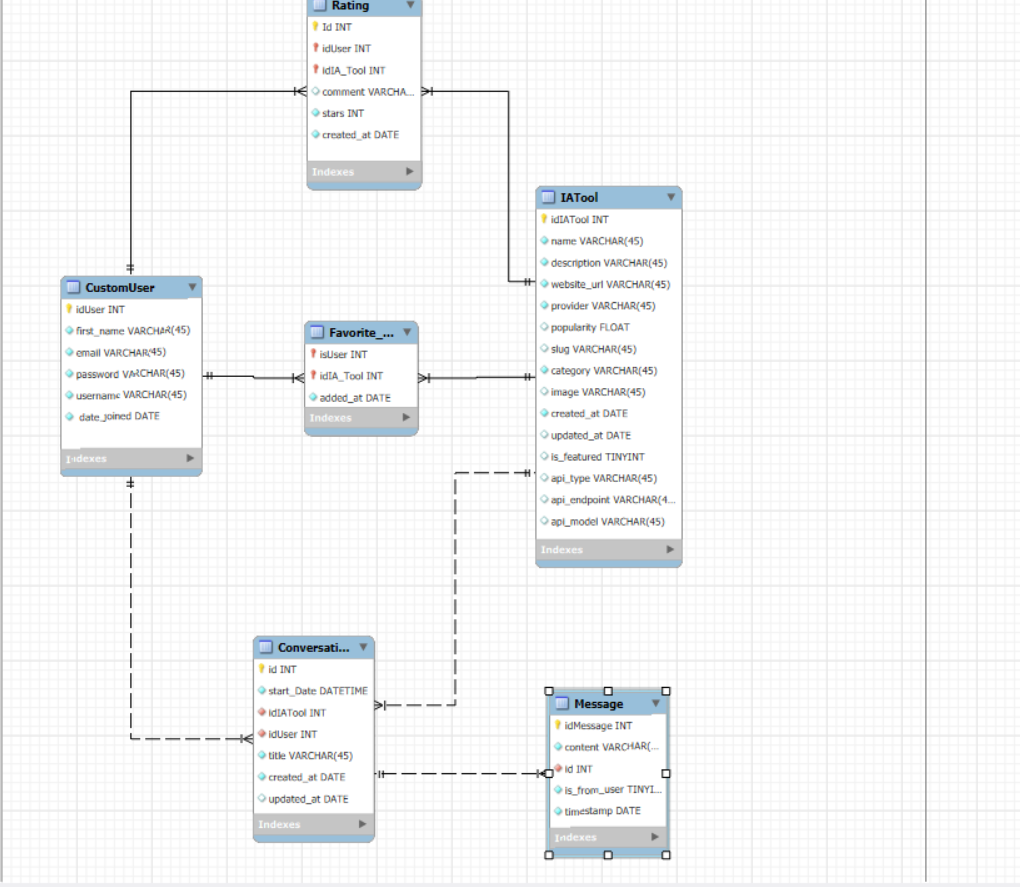 Rating
Id INT
idUser INT
idIA_Tool INT
comment VARCHA...
stars INT
created_at DATE
Indexes
IATool
idIATool INT
name VARCHAR(45)
description VARCHAR(45)
website_url VARCHAR(45)
provider VARCHAR(45)
popularity FLOAT
slug VARCHAR(45)
category VARCHAR(45)
image VARCHAR(45)
created_at DATE
updated_at DATE
is_featured TINYINT
api_type VARCHAR(45)
api_endpoint VARCHAR(4...
api_model VARCHAR(45)
Indexes
CustomUser
idUser INT
first_name VARCHAR(45)
email VARCHAR(45)
password VARCHAR(45)
username VARCHAR(45)
date_joined DATE
Indexes
Favorite_...
isUser INT
idIA_Tool INT
added_at DATE
Indexes
Conversati...
id INT
start_Date DATETIME
idIATool INT
idUser INT
title VARCHAR(45)
created_at DATE
updated_at DATE
Indexes
Message
idMessage INT
content VARCHAR(...
id INT
is_from_user TINYI...
timestamp DATE
Indexes